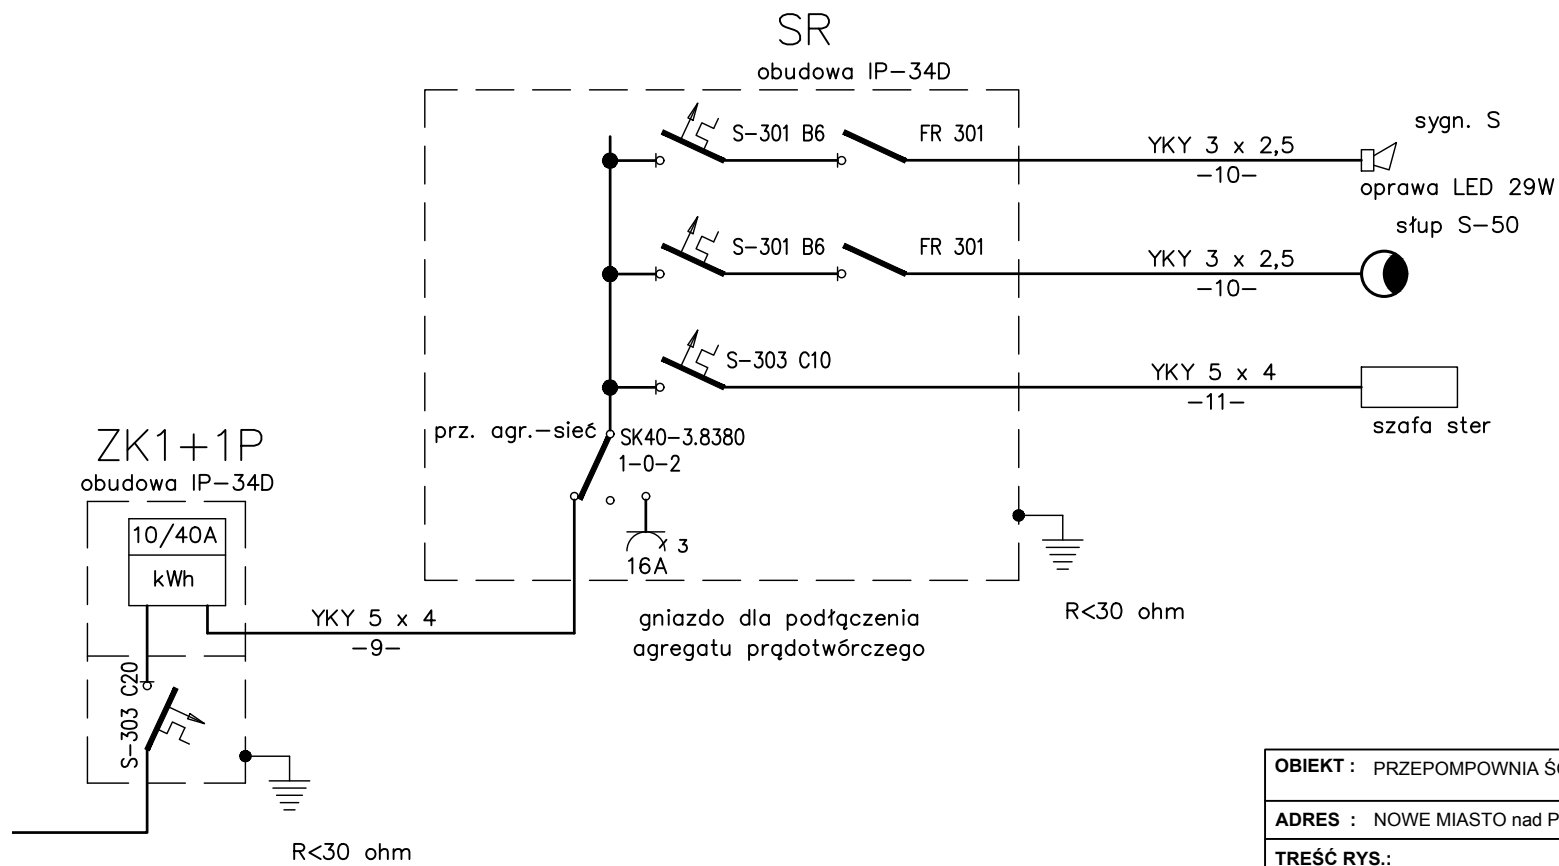 SR
obudowa IP-34D
S-301 B6
FR 301
YKY 3 x 2,5
-10-
sygn. S
oprawa LED 29W
słup S-50
S-301 B6
FR 301
YKY 3 x 2,5
-10-
S-303 C10
YKY 5 x 4
-11-
szafa ster
prz. agr.-sieć
SK40-3.8380
1-0-2
3
16A
ZK1+1P
obudowa IP-34D
10/40A
kWh
YKY 5 x 4
-9-
gniazdo dla podłączenia
agregatu prądotwórczego
R<30 ohm
S-303 C20
R<30 ohm
OBIEKT : PRZEPOMPOWNIA
ADRES : NOWE MIASTO nad
TREŚĆ RYS.: